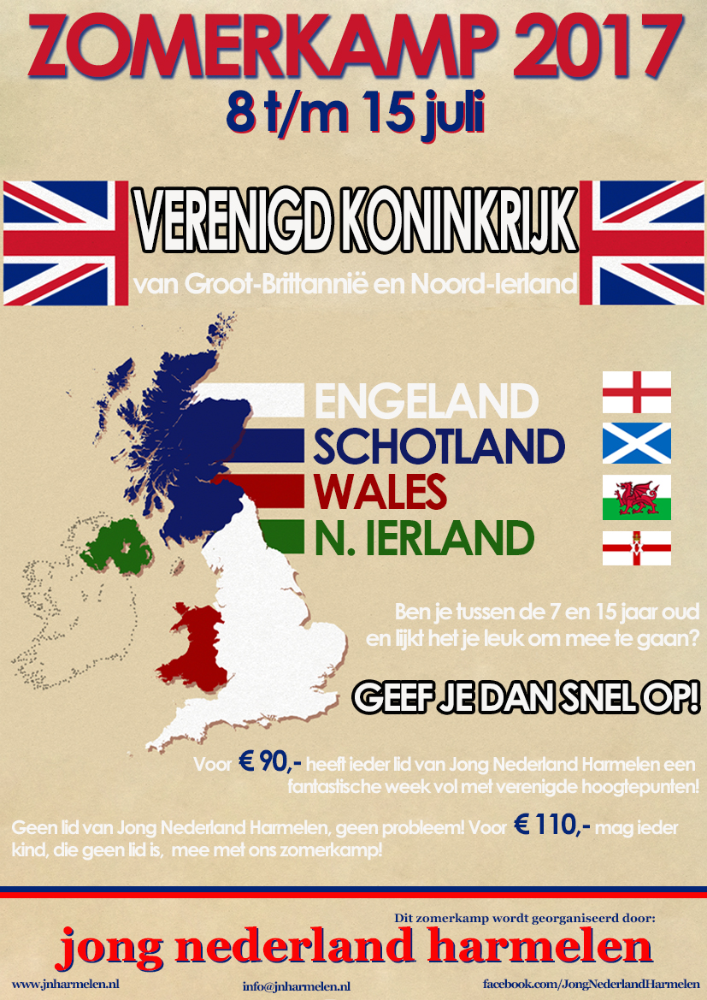 ZOMERKAMP 2017
8 t/m 15 juli
VERENIGD KONINKRIJK
van Groot-Brittannië en Noord-Ierland
ENGELAND
SCHOTLAND
WALES
N. IERLAND
Ben je tussen de 7 en 15 jaar oud
en lijkt het je leuk om mee te gaan?
GEEF JE DAN SNEL OP!
Voor € 90,- heeft ieder lid van Jong Nederland Harmelen een
fantastische week vol met verenigde hoogtepunten!
Geen lid van Jong Nederland Harmelen, geen probleem! Voor € 110,- mag ieder
kind, die geen lid is, mee met ons zomerkamp!
Dit zomerkamp wordt georganiseerd door:
jong nederland harmelen
www.jnharmelen.nl info@jnharmelen.nl facebook.com/JongNederlandHarmelen